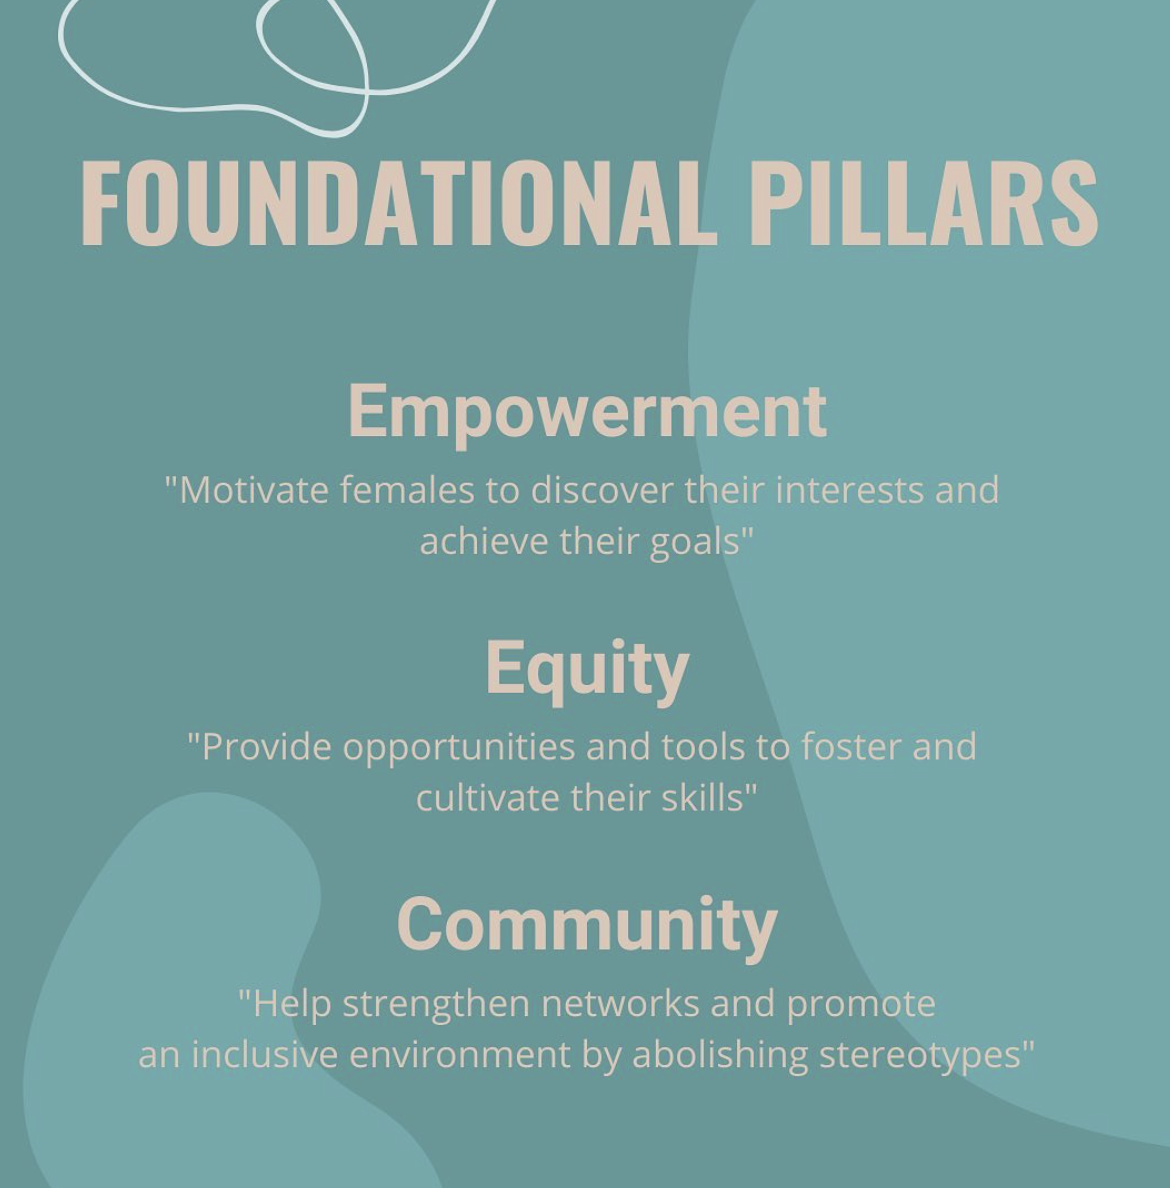 FOUNDATIONAL PILLARS
Empowerment
"Motivate females to discover their interests and
achieve their goals"
Equity
"Provide opportunities and tools to foster and
cultivate their skills"
Community
"Help strengthen networks and promote
an inclusive environment by abolishing stereotypes"